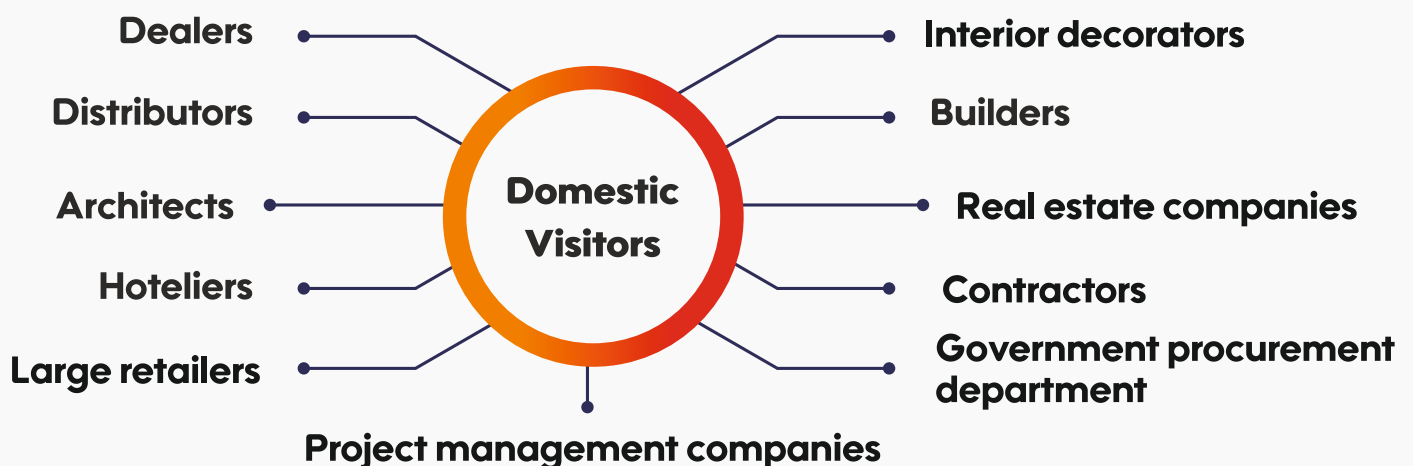 Dealers
Distributors
Architects
Hoteliers
Large retailers
Domestic
Visitors
Interior decorators
Builders
Real estate companies
Contractors
Government procurement
department
Project management companies